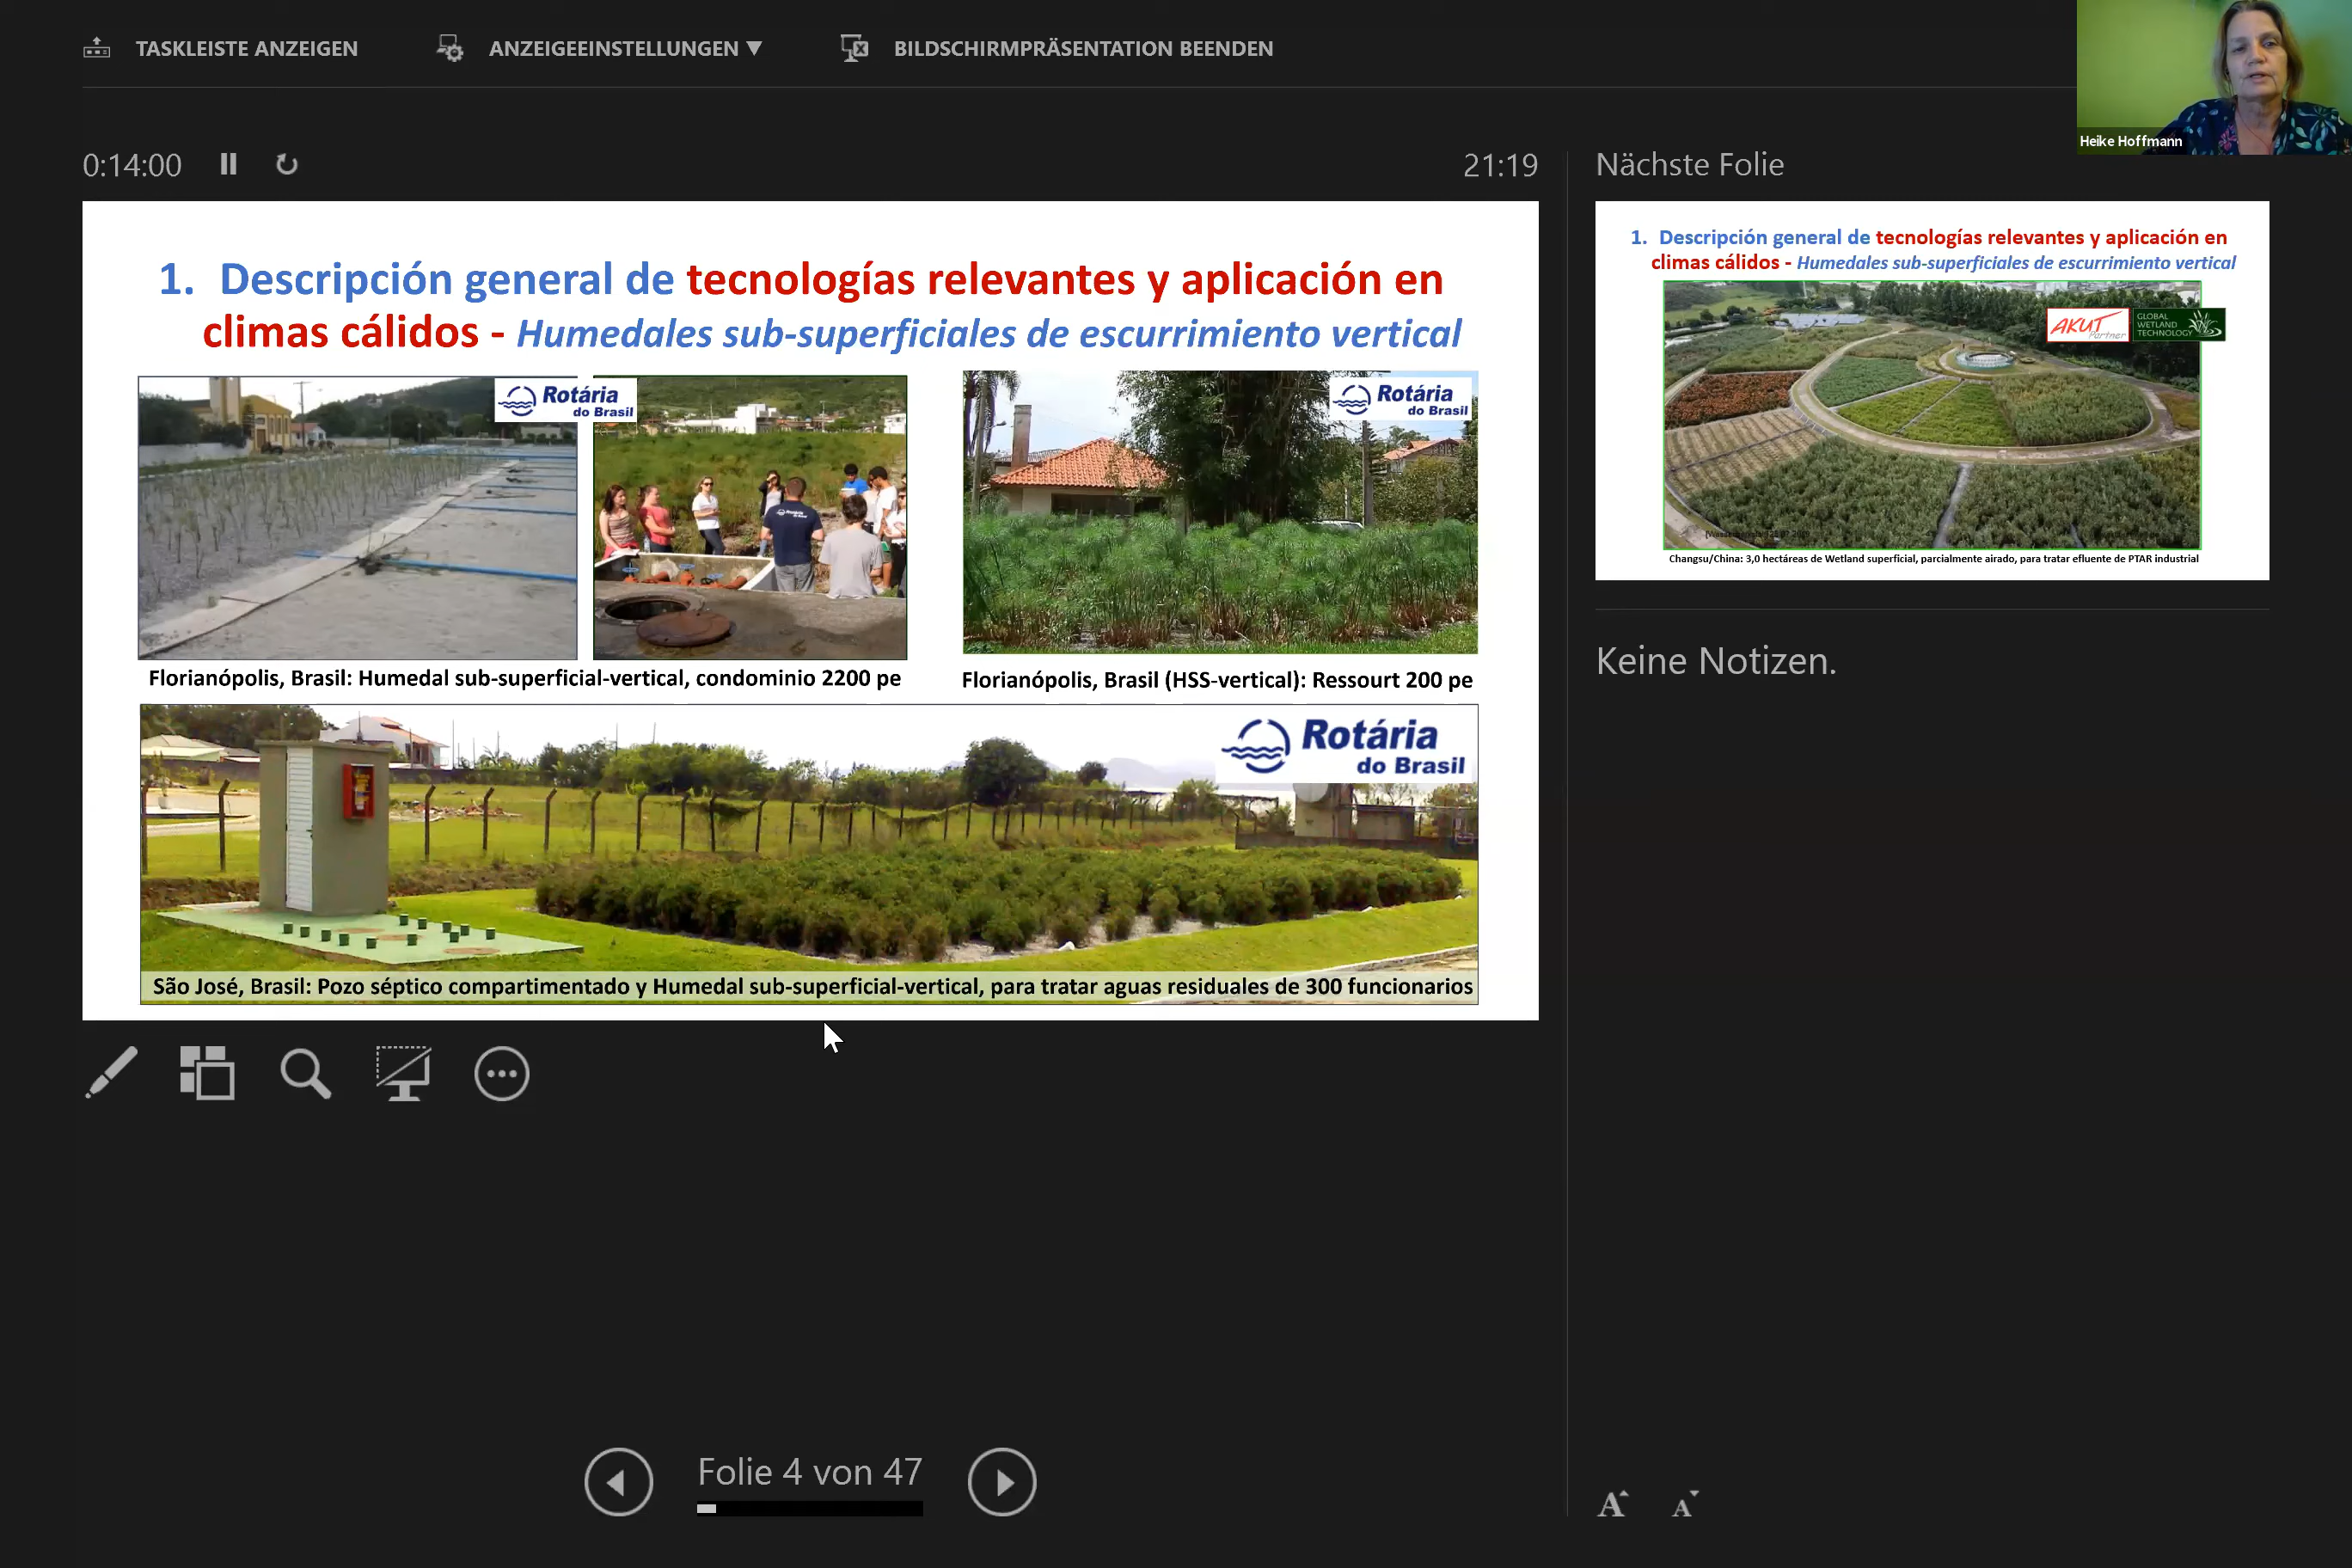 TASKLEISTE ANZEIGEN
ANZEIGEEINSTELLUNGEN ▼
BILDSCHIRMPRÄSENTATION BEENDEN
Heike Hoffmann
0:14:00
21:19
1. Descripción general de tecnologías relevantes y aplicación en
climas cálidos - Humedales sub-superficiales de escurrimiento vertical
Rotária
do Brasil
Rotária
do Brasil
Rotária
do Brasil
Florianópolis, Brasil: Humedal sub-superficial-vertical, condominio 2200 pe
Florianópolis, Brasil (HSS-vertical): Ressourt 200 pe
Rotária
do Brasil
São José, Brasil: Pozo séptico compartimentado y Humedal sub-superficial-vertical, para tratar aguas residuales de 300 funcionarios
Folie 4 von 47
Nächste Folie
1. Descripción general de tecnologías relevantes y aplicación en
climas cálidos - Humedales sub-superficiales de escurrimiento vertical
AKUT
Partner
GLOBAL
WETLAND
TECHNOLOGY
Changsu/China: 3,0 hectáreas de Wetland superficial, parcialmente airado, para tratar efluente de PTAR industrial
Keine Notizen.
A A